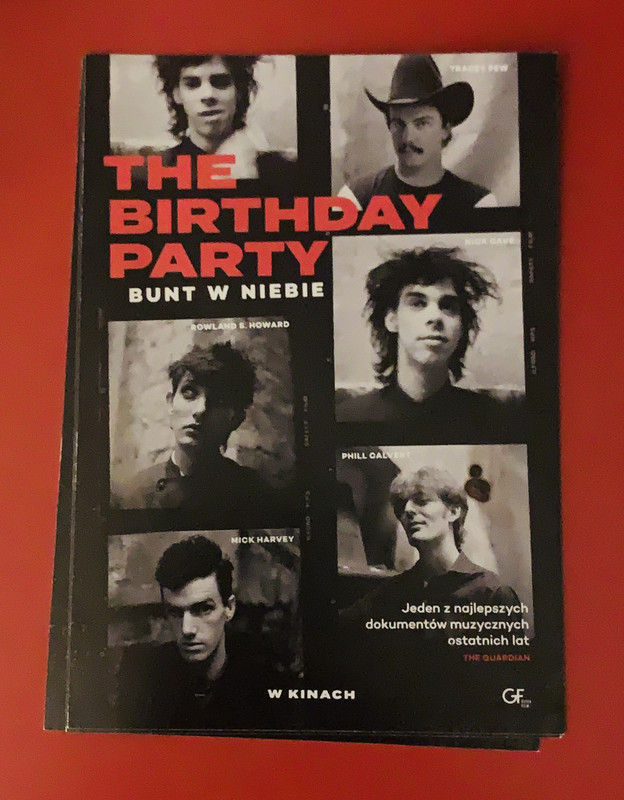 TRACEY PEW
THE
BIRTHDAY
PARTY
BUNT W NIEBIE
NICK CAVE
ROWLAND S. HOWARD
PHILL CALVERT
MICK HARVEY
Jeden z najlepszych
dokumentów muzycznych
ostatnich lat
THE GUARDIAN
W KINACH
GF